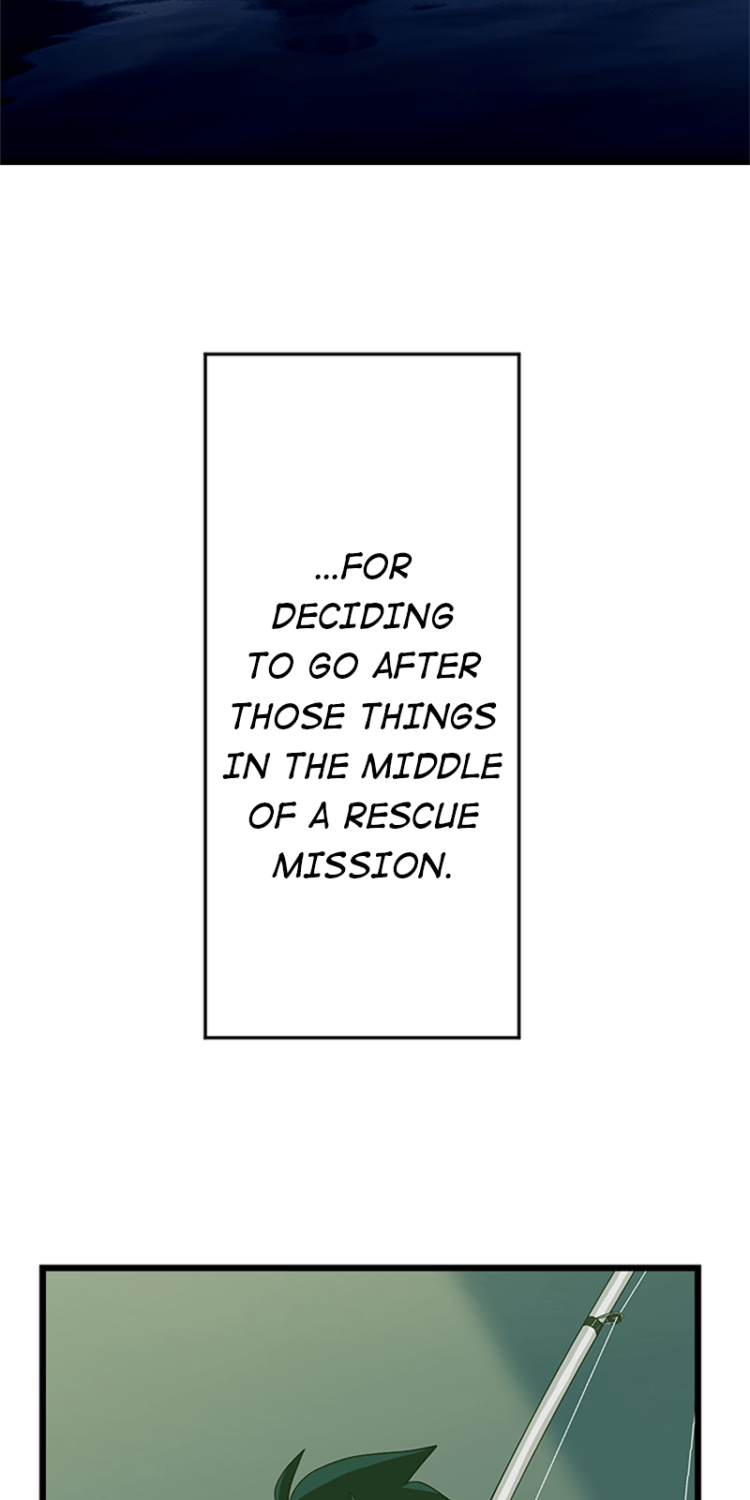 ...FOR
DECIDING
TO GO AFTER
THOSE THINGS
IN THE MIDDLE
OF A RESCUE
MISSION.